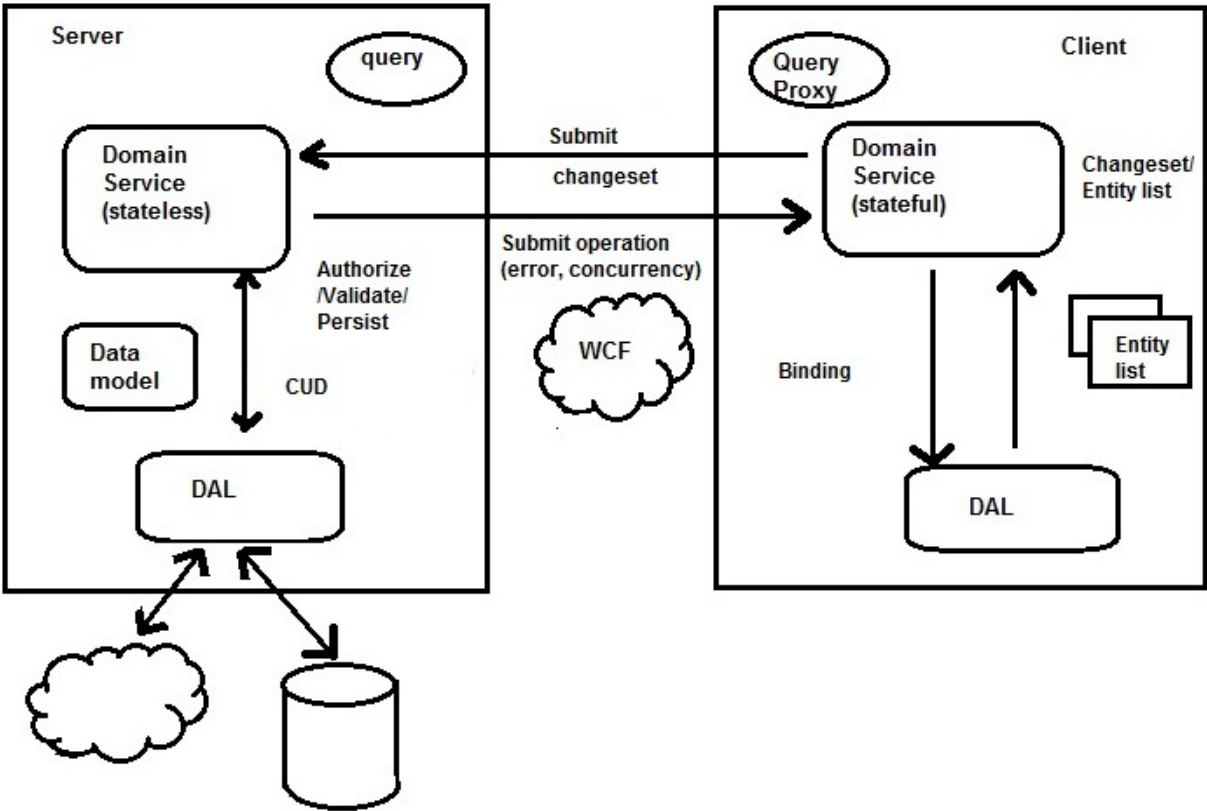 Server
query
Domain
Service
(stateless)
Authorize
/Validate/
Persist
Data
model
CUD
DAL
Submit
changeset
Submit operation
(error, concurrency)
WCF
Client
Query
Proxy
Domain
Service
(stateful)
Changeset/
Entity list
Binding
Entity
list
DAL